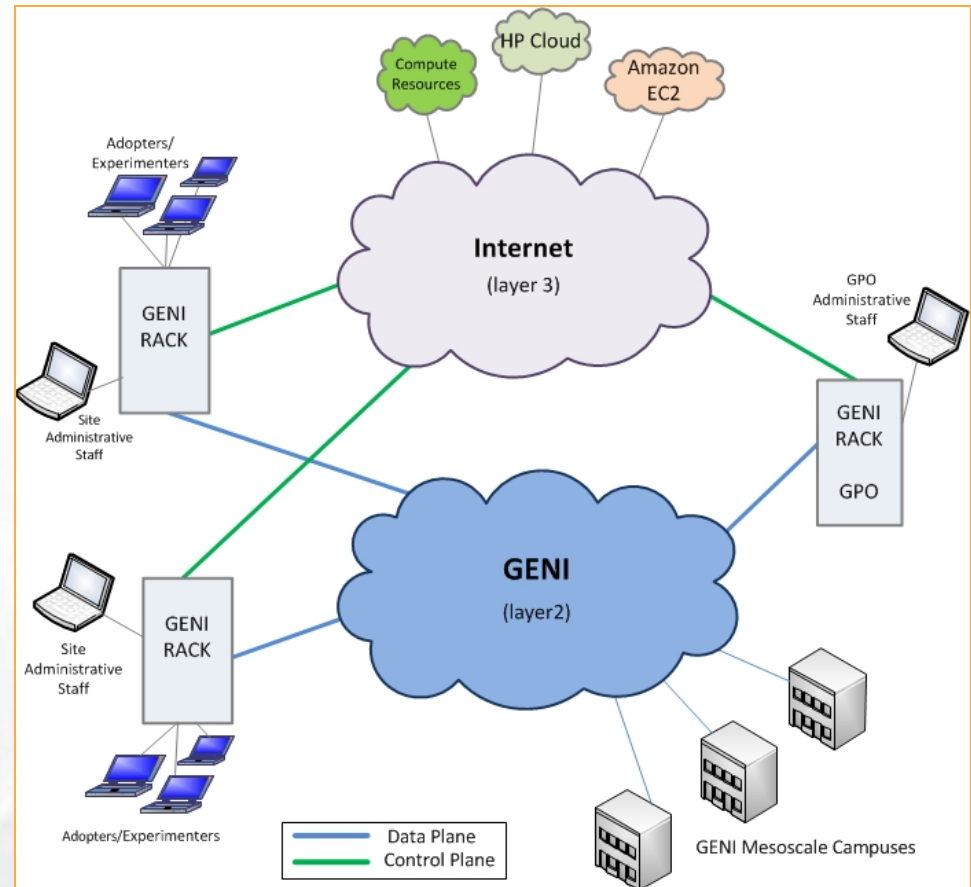 HP Cloud
Compute
Resources
Amazon
EC2
Adopters/
Experimenters
Internet
(layer 3)
GENI
RACK
GPO
Administrative
Staff
Site
Administrative
Staff
GENI
RACK
GPO
GENI
(layer2)
GENI
RACK
Site
Administrative
Staff
Adopters/Experimenters
Data Plane
Control Plane
GENI Mesoscale Campuses